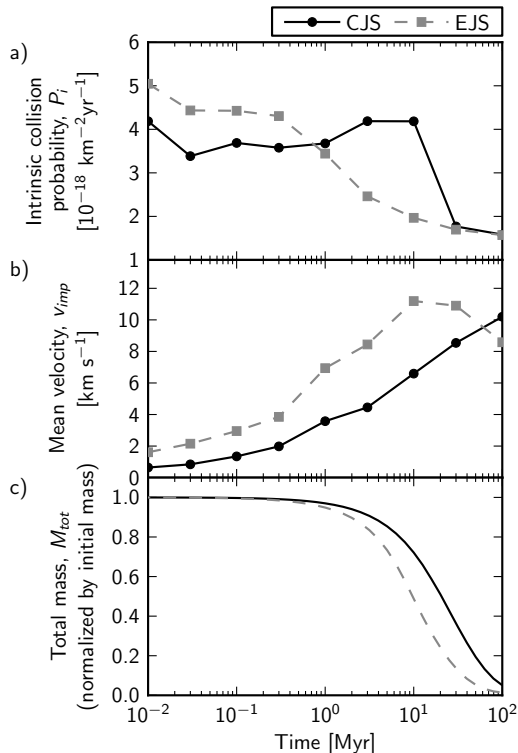 CJS EJS
a)
Intrinsic collision
probability, P_i
[10^−18 km^−2 yr^−1]
6
5
4
3
2
1
b)
Mean velocity, v_imp
[km s^−1]
12
10
8
6
4
2
0
c)
Total mass, M_tot
(normalized by initial mass)
1.0
0.8
0.6
0.4
0.2
0.0
10^−2 10^−1 10^0 10^1 10^2
Time [Myr]